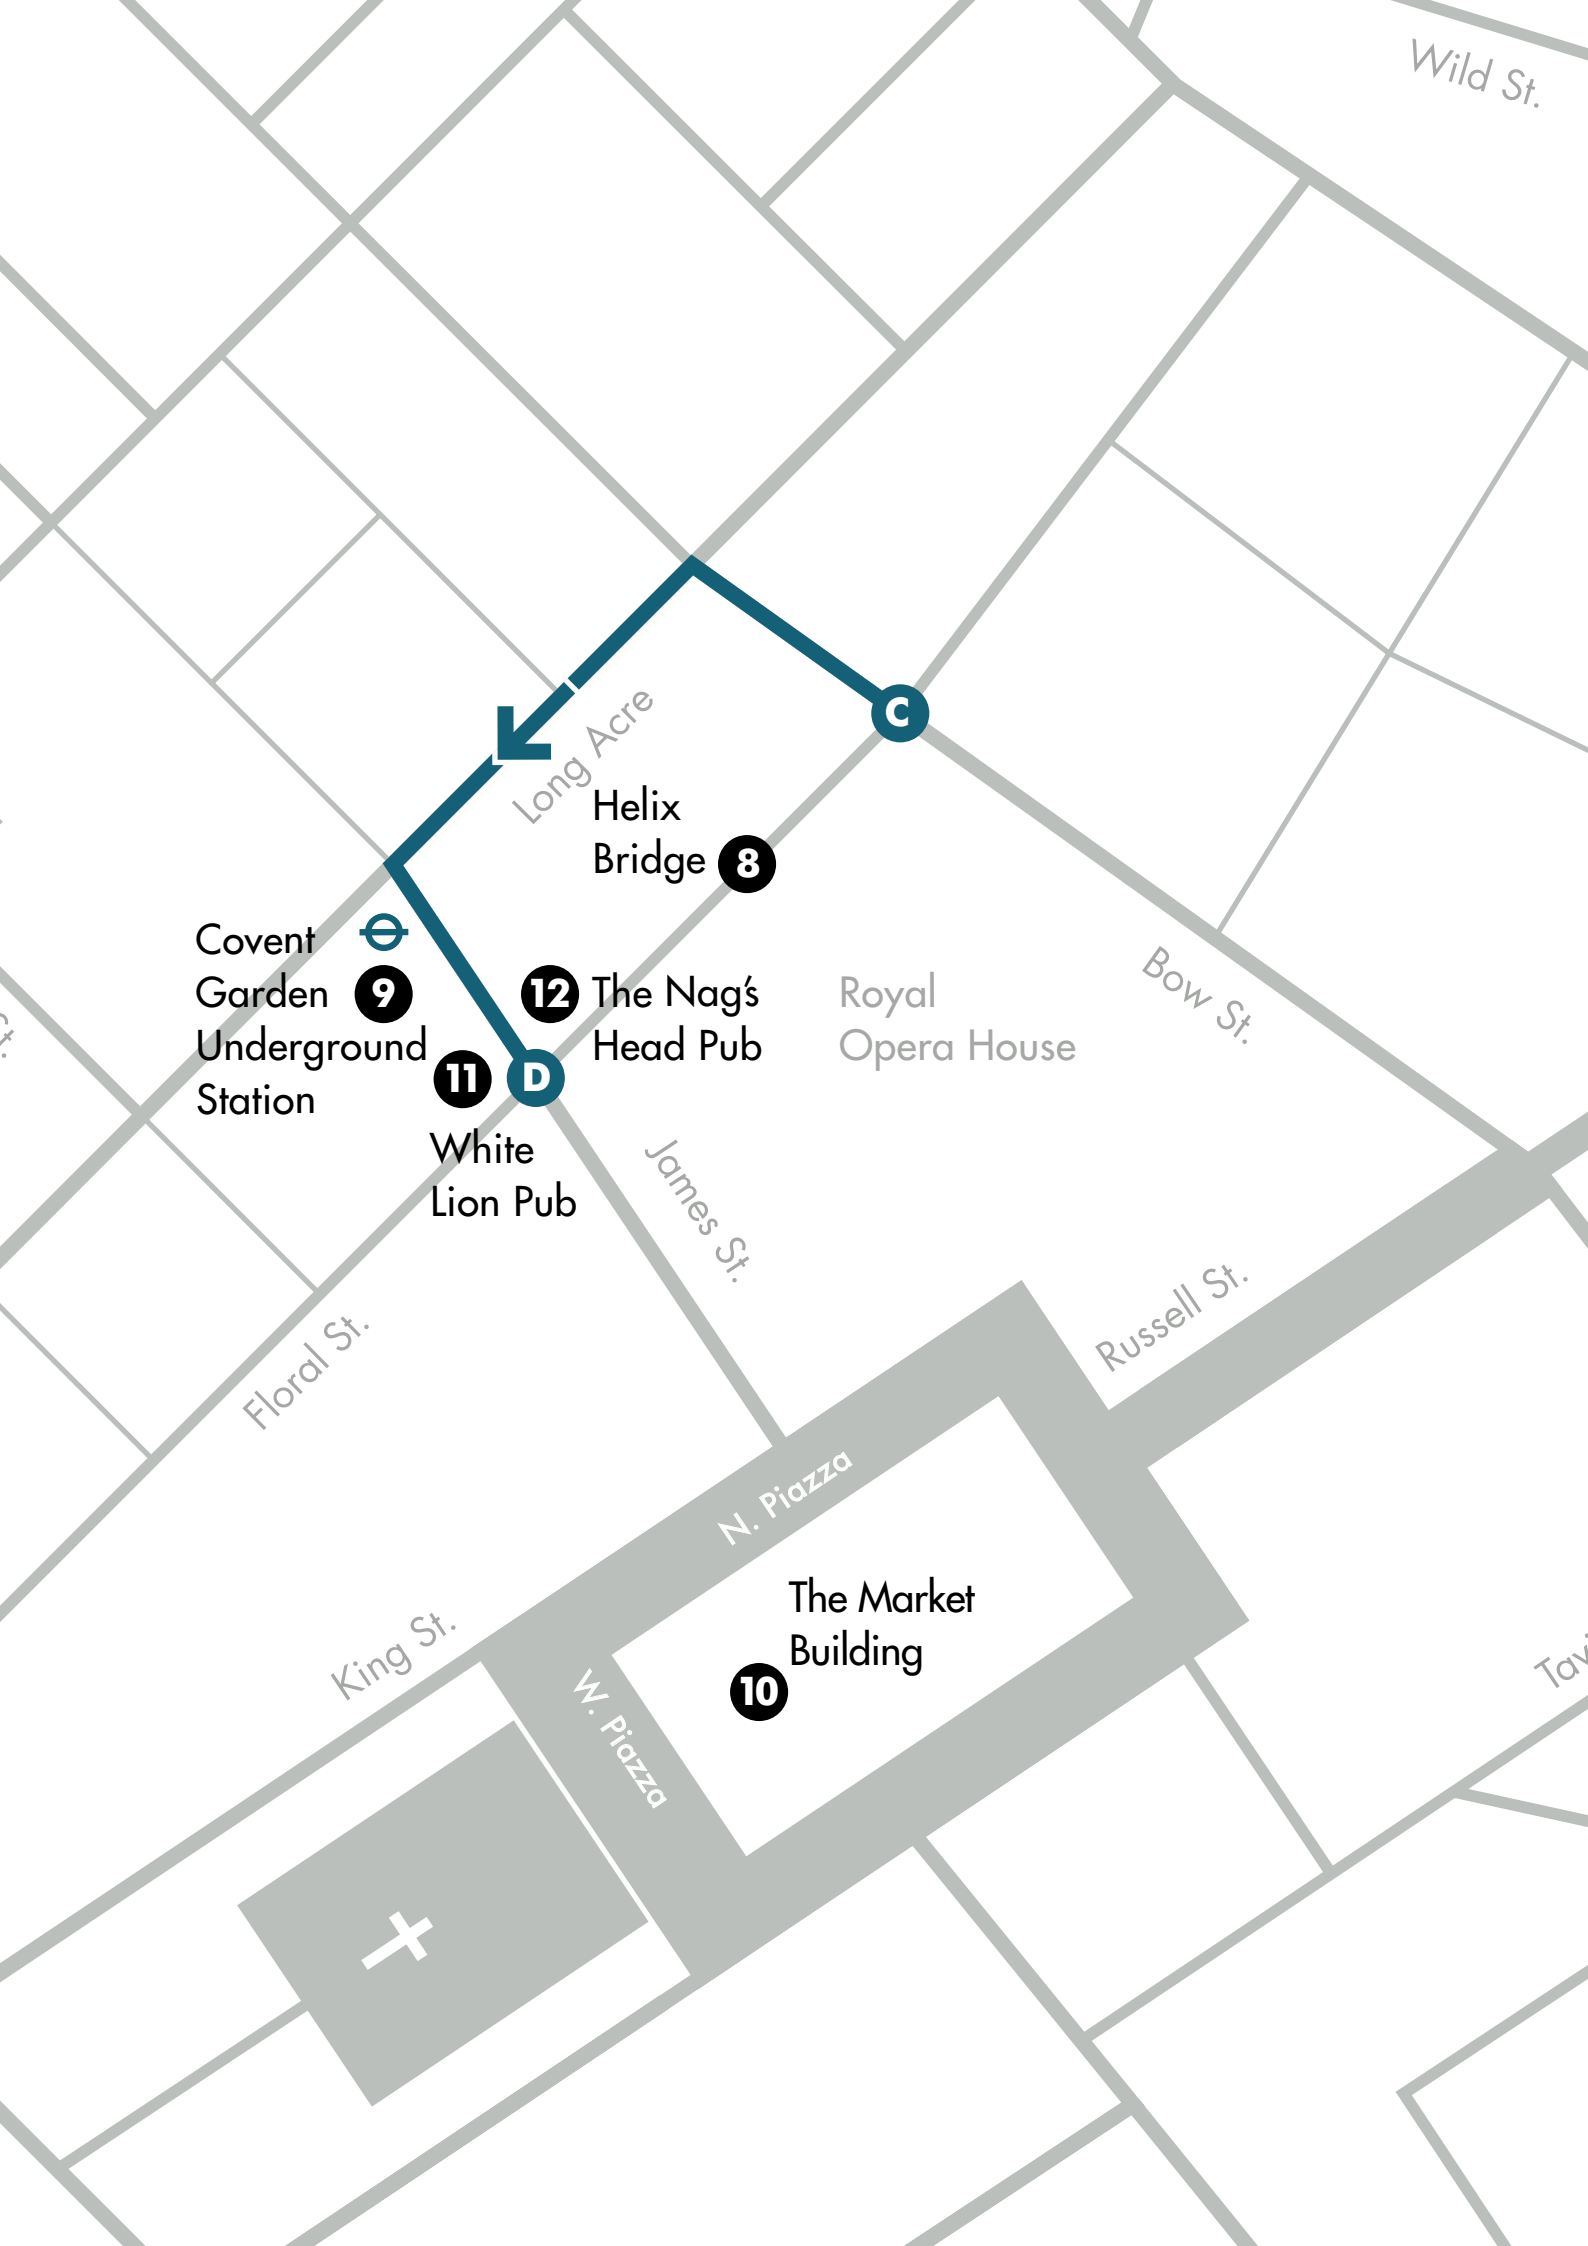 Wild St.
Long Acre
C
Helix
Bridge
8
Covent
Garden
Underground
Station
9
12
The Nag's
Head Pub
Royal
Opera House
Bow St.
11
D
White
Lion Pub
James St.
Russell St.
Floral St.
N. Piazza
The Market
Building
10
King St.
W. Piazza